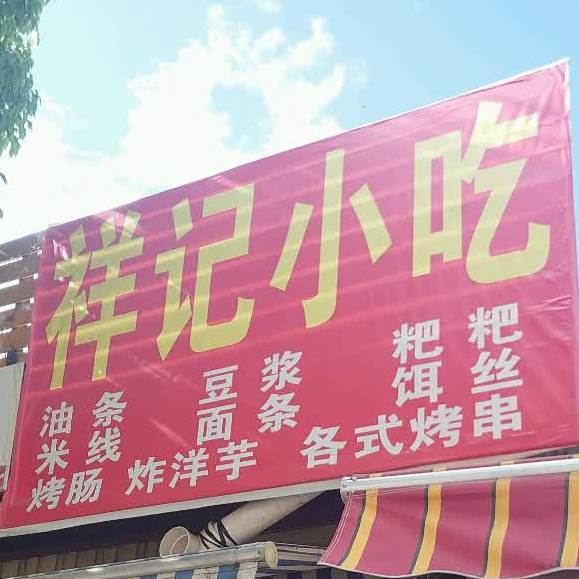 祥记小吃
油条 豆浆 粑粑
米线 面条 饵丝
烤肠 炸洋芋 各式烤串